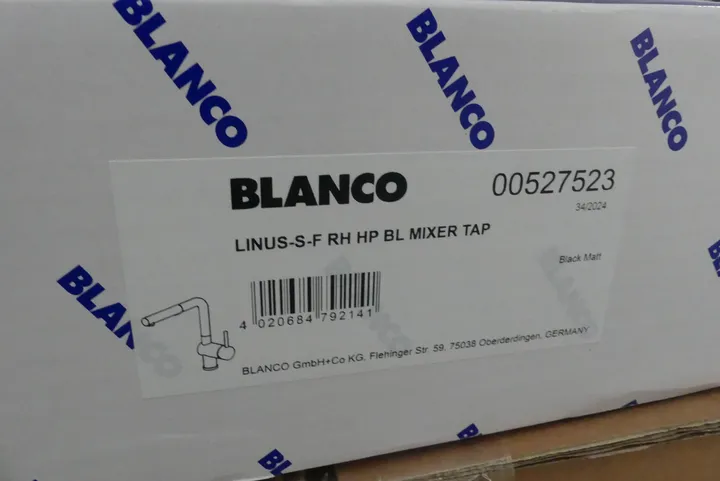 BLANCO
BLANCO
BLANCO
BLANCO 00527523
34/2024
LINUS-S-F RH HP BL MIXER TAP
Black Matt
BLANCO
4 020684 792141
BLANCO GmbH+Co KG, Flehinger Str. 59, 75038 Oberderdingen, GERMANY
BL